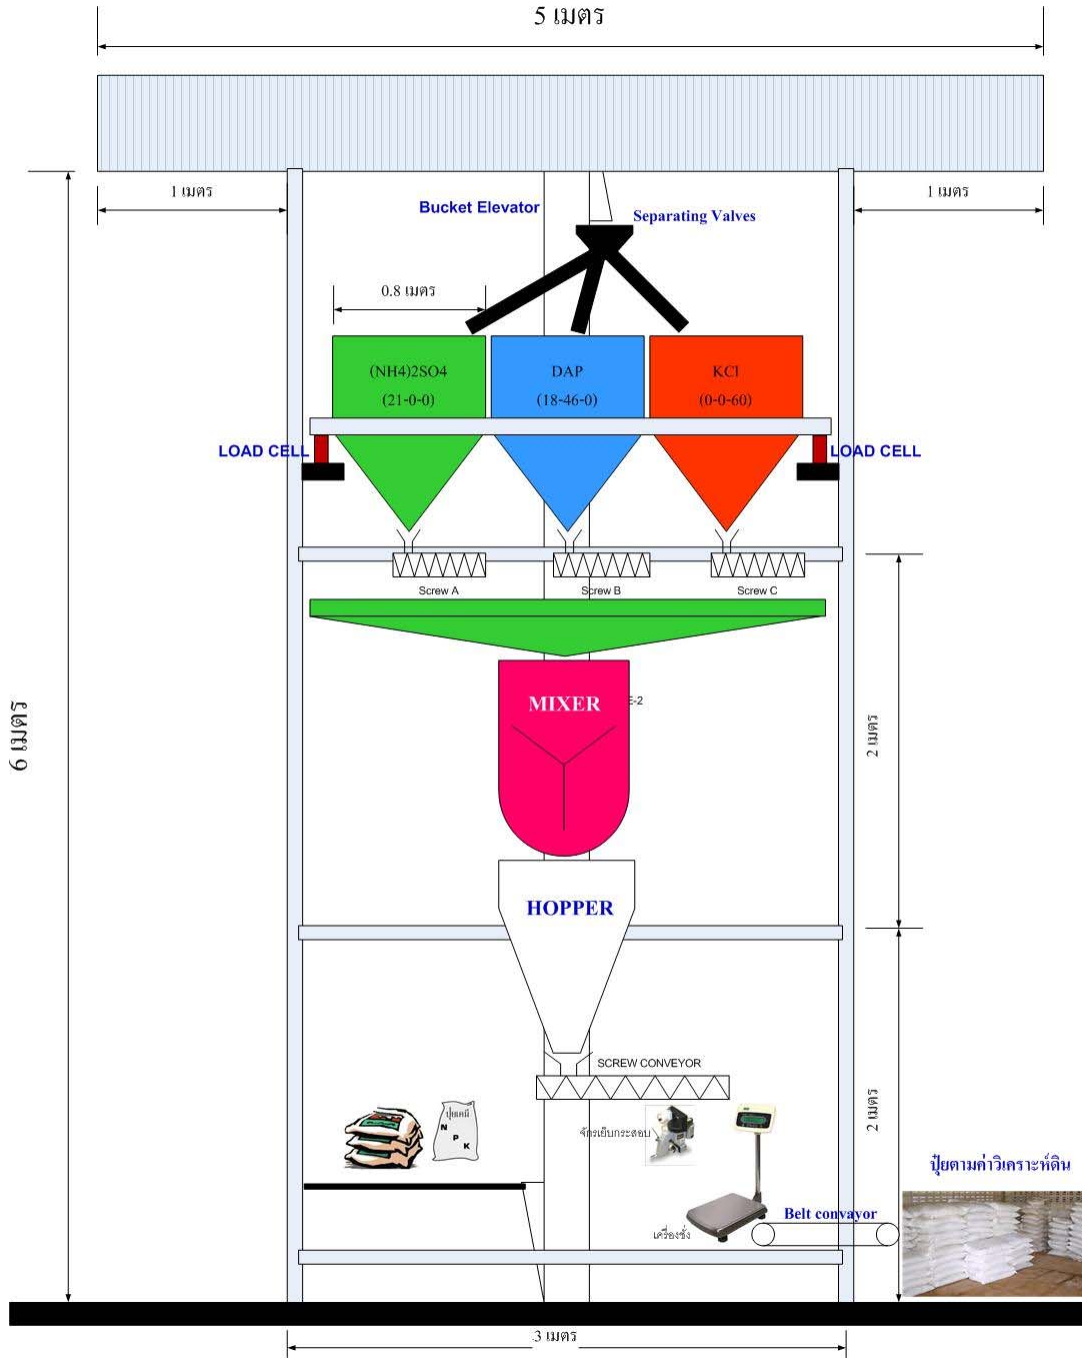 5 เมตร
1 เมตร
1 เมตร
Bucket Elevator
Separating Valves
0.8 เมตร
(NH4)2SO4
(21-0-0)
DAP
(18-46-0)
KCl
(0-0-60)
LOAD CELL
LOAD CELL
Screw A
Screw B
Screw C
MIXER
E-2
6 เมตร
2 เมตร
HOPPER
SCREW CONVEYOR
2 เมตร
ปุ๋ยเคมี
N
P
K
จักรเย็บกระสอบ
ปุ๋ยตามค่าวิเคราะห์ดิน
Belt convayor
เครื่องชั่ง
3 เมตร